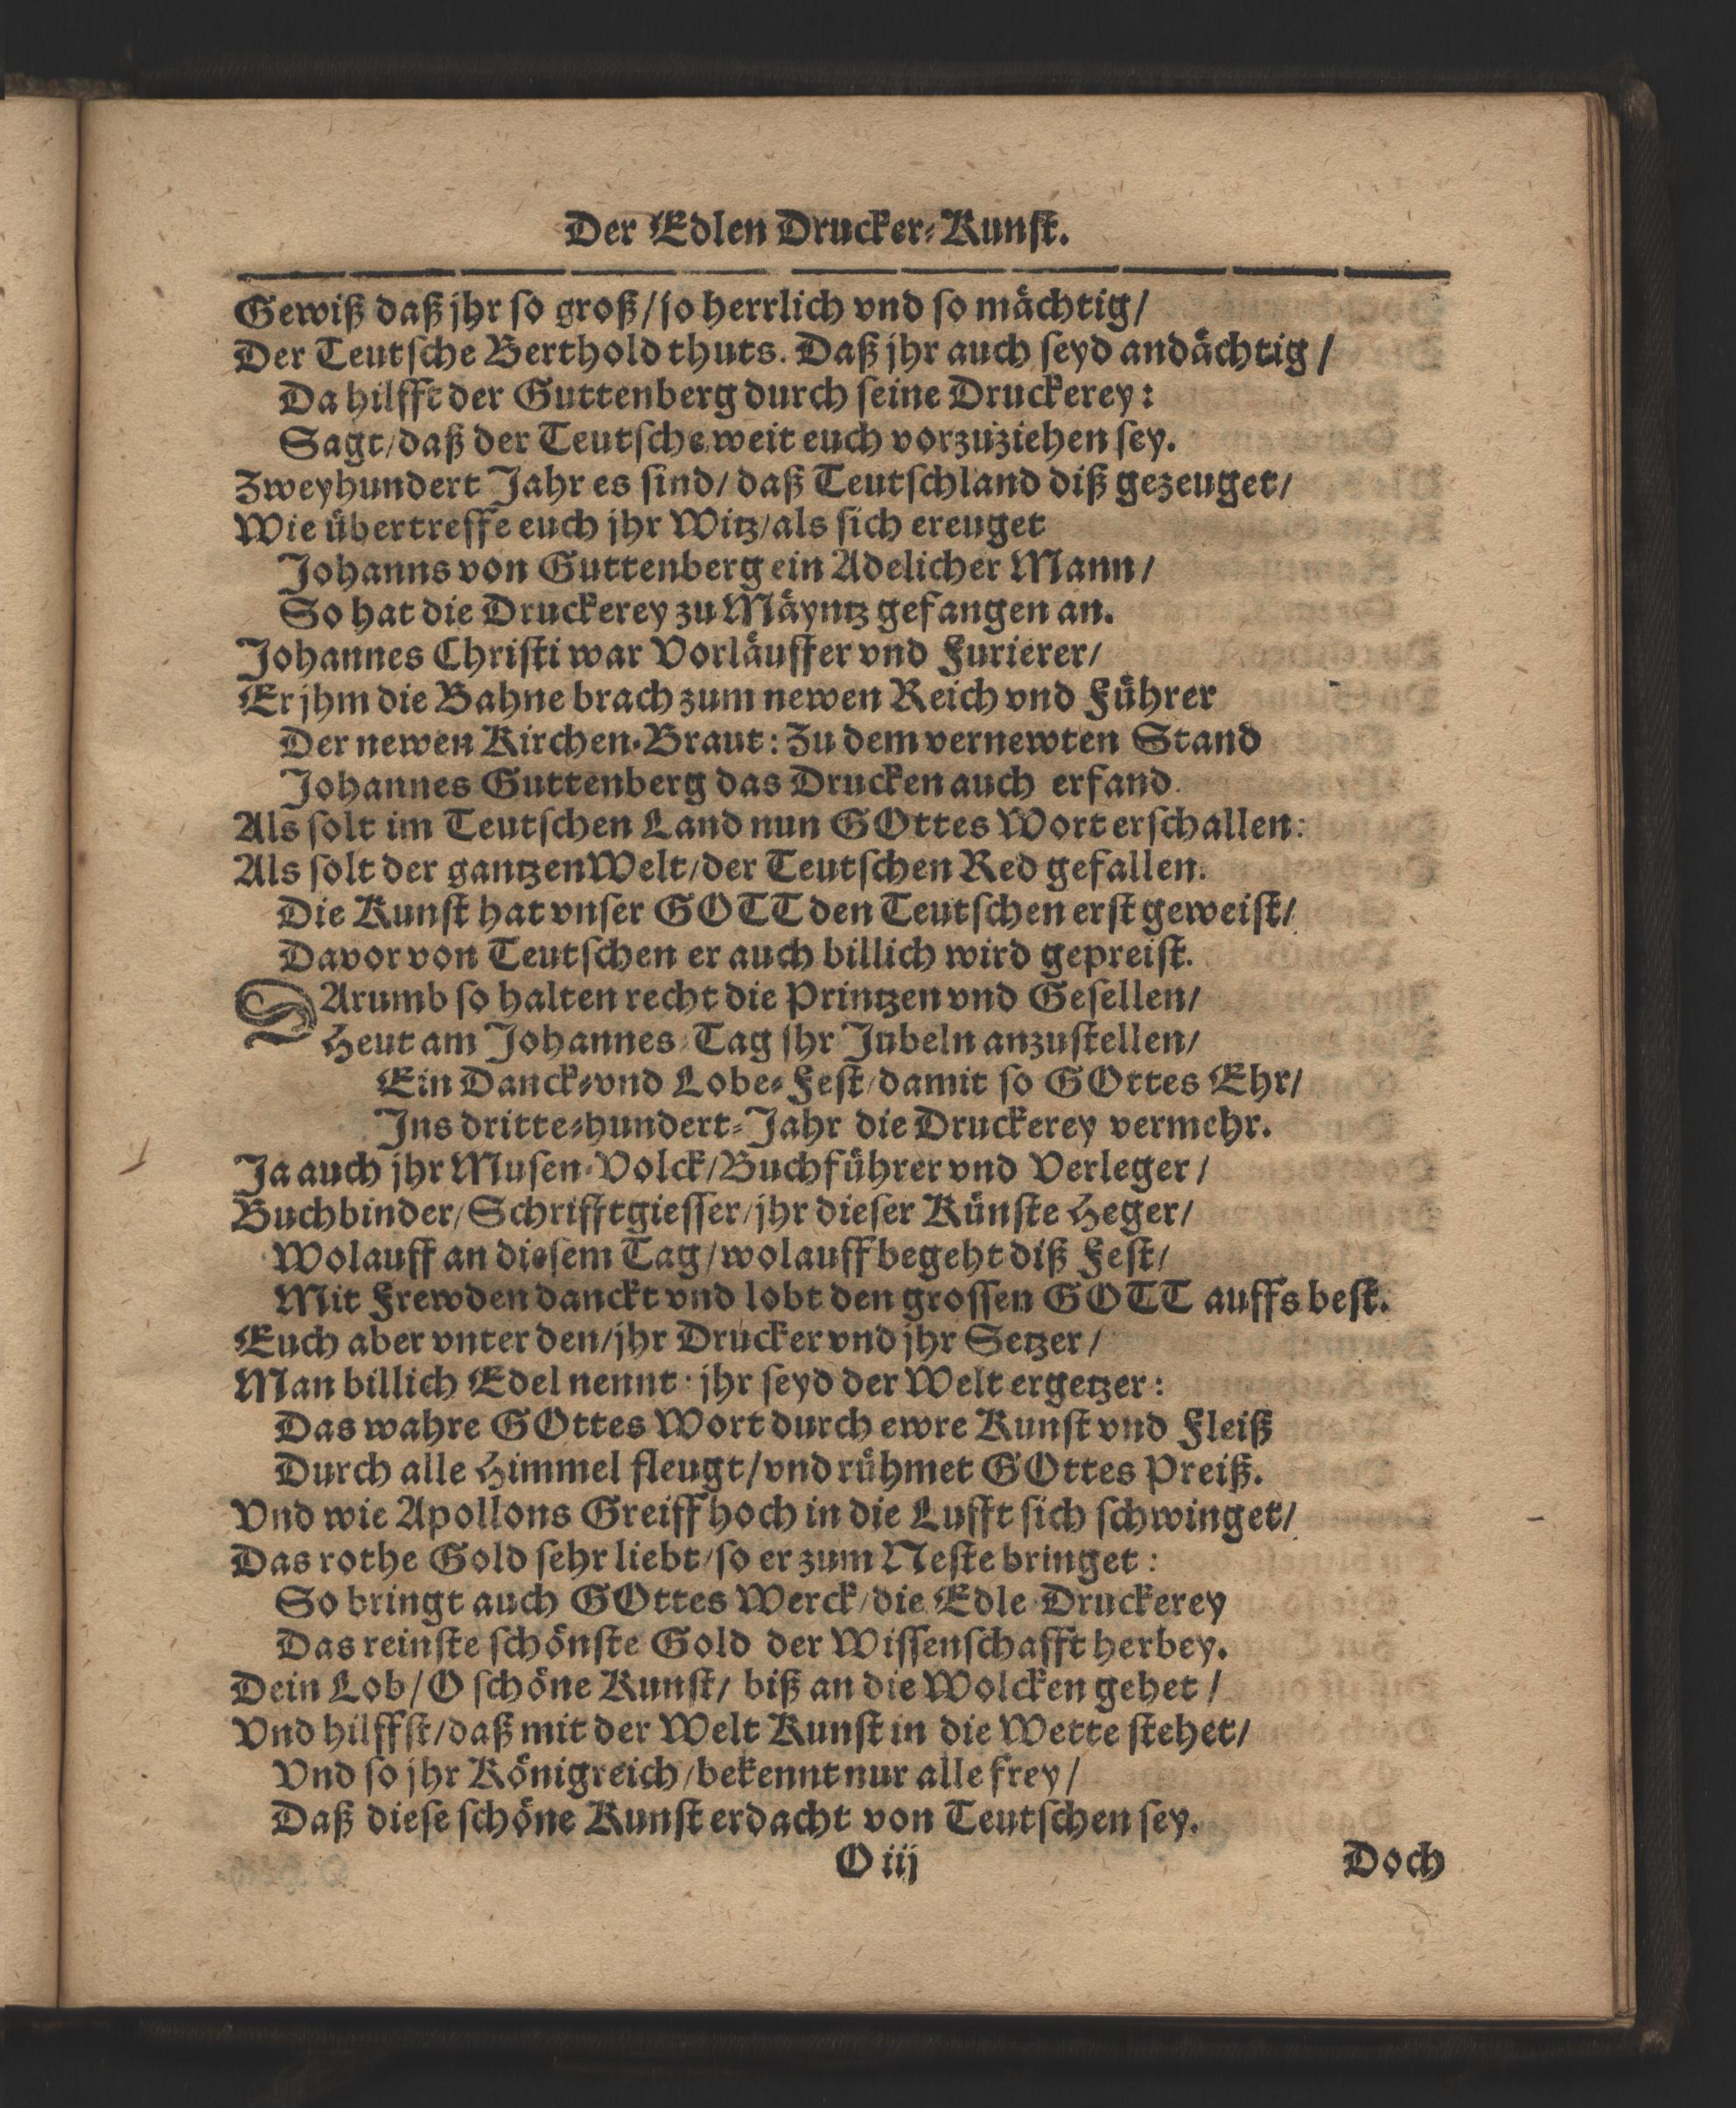 Der Edlen Drucker-Kunst.
Gewiß daß jhr so groß/so herrlich vnd so mächtig/
Der Teutsche Berthold thuts. Daß jhr auch seyd andächtig/
Da hilfft der Guttenberg durch seine Druckerey:
Sagt/daß der Teutsche weit euch vorzuziehen sey.
Zweyhundert Jahr es sind/daß Teutschland diß gezeuget/
Wie übertreffe euch jhr Witz/als sich ereuget
Johanns von Guttenberg ein Adelicher Mann/
So hat die Druckerey zu Mäyntz gefangen an.
Johannes Christi war Vorläuffer vnd Furierer/
Er jhm die Bahne brach zum newen Reich vnd Führer
Der newen Kirchen-Braut: Zu dem vernewten Stand
Johannes Guttenberg das Drucken auch erfand.
Als solt im Teutschen Land nun GOttes Wort erschallen:
Als solt der gantzen Welt/der Teutschen Red gefallen.
Die Kunst hat vnser GOTT den Teutschen erst geweist/
Davor von Teutschen er auch billich wird gepreist.
DArumb so halten recht die Printzen vnd Gesellen/
Heut am Johannes-Tag jhr Jubeln anzustellen/
Ein Danck-vnd Lobe-Fest/damit so GOttes Ehr/
Ins dritte-hundert-Jahr die Druckerey vermehr.
Ja auch jhr Musen-Volck/Buchführer vnd Verleger/
Buchbinder/Schrifftgiesser/jhr dieser Künste Heger/
Wolauff an diesem Tag/wolauff begeht diß Fest/
Mit Frewden danckt vnd lobt den grossen GOTT auffs best.
Euch aber vnter den/jhr Drucker vnd jhr Setzer/
Man billich Edel nennt: jhr seyd der Welt ergetzer:
Das wahre GOttes Wort durch ewre Kunst vnd Fleiß
Durch alle Himmel fleugt/vnd rühmet GOttes Preiß.
Vnd wie Apollons Greiff hoch in die Lufft sich schwinget/
Das rothe Gold sehr liebt/so er zum Neste bringet:
So bringt auch GOttes Werck/die Edle Druckerey
Das reinste schönste Gold der Wissenschafft herbey.
Dein Lob/O schöne Kunst/biß an die Wolcken gehet/
Vnd hilffst/daß mit der Welt Kunst in die Wette stehet/
Vnd so jhr Königreich/bekennt nur alle frey/
Daß diese schöne Kunst erdacht von Teutschen sey.
O iij
Doch